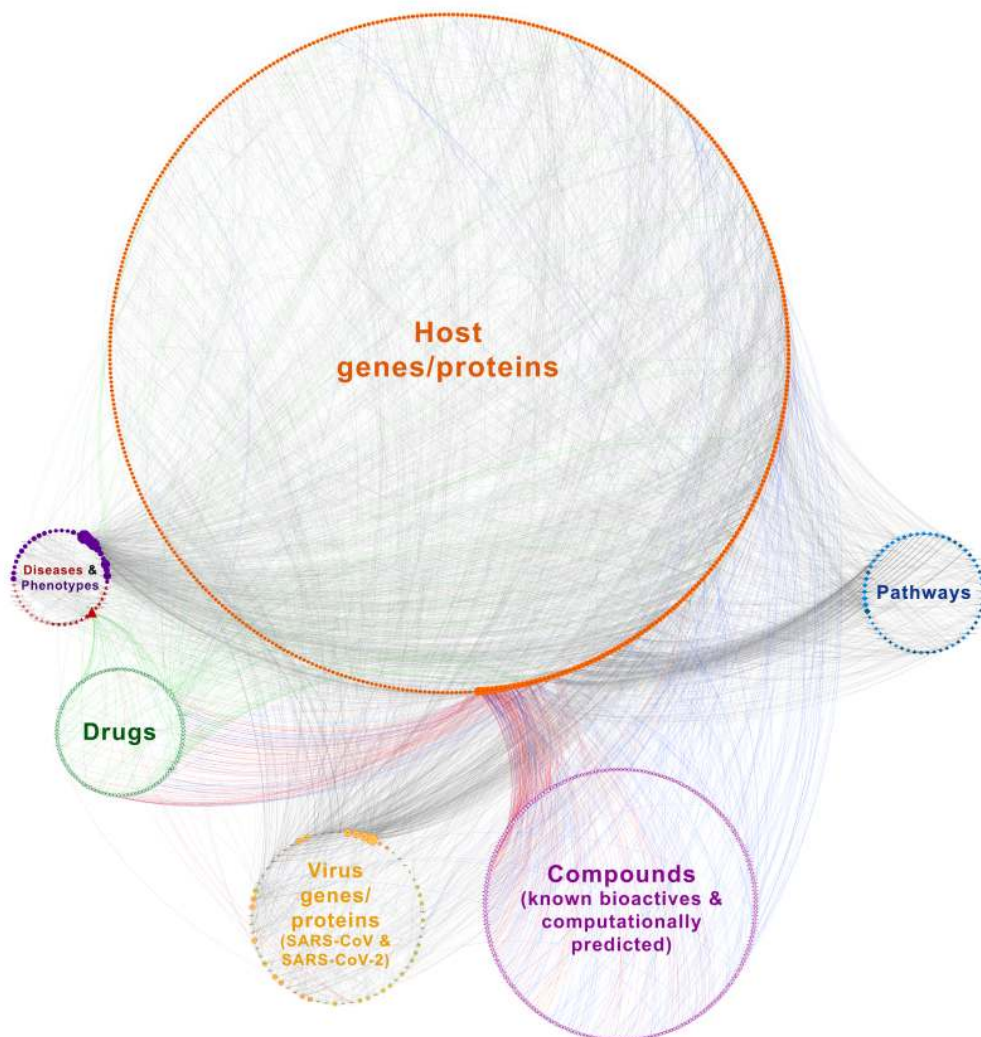 Host
genes/proteins
Diseases &
Phenotypes
Pathways
Drugs
Virus
genes/
proteins
(SARS-CoV &
SARS-CoV-2)
Compounds
(known bioactives &
computationally
predicted)